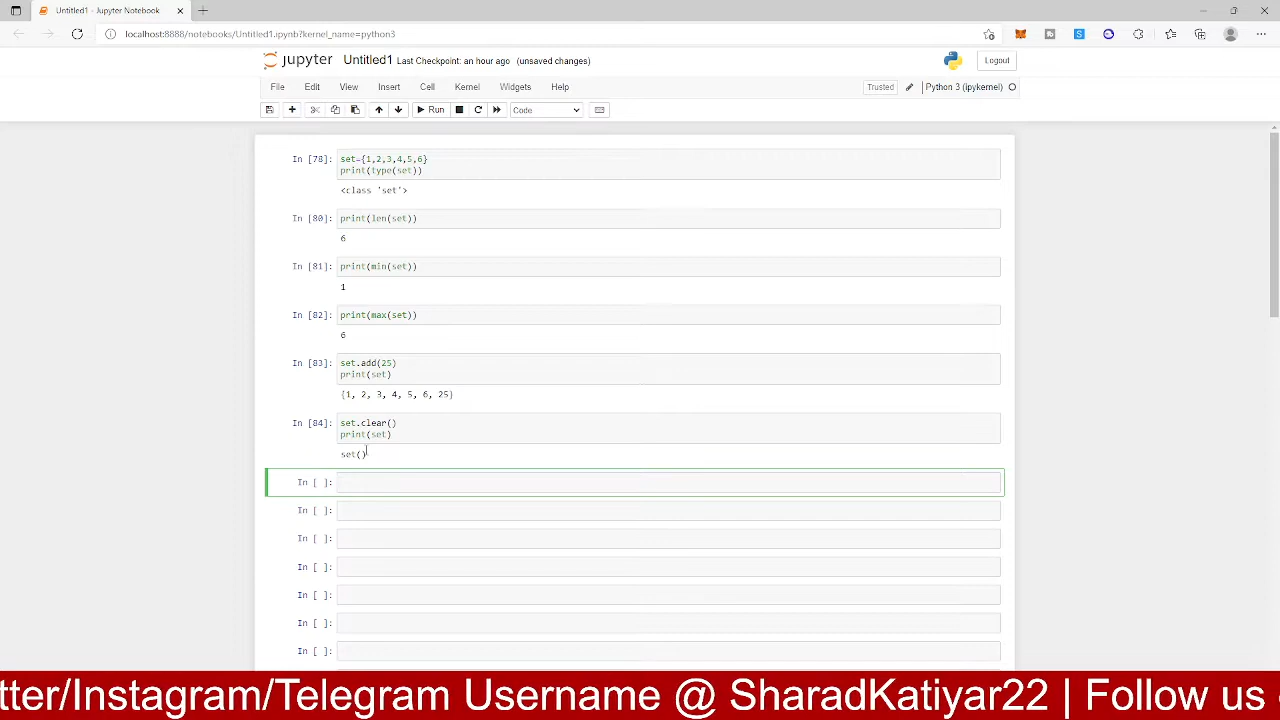 Untitled1 - Jupyter Notebook
localhost:8888/notebooks/Untitled1.ipynb?kernel_name=python3
jupyter Untitled1 Last Checkpoint: an hour ago (unsaved changes) Logout
File Edit View Insert Cell Kernel Widgets Help Trusted Python 3 (ipykernel)
Run Code
In [78]: set={1,2,3,4,5,6}
print(type(set))
<class 'set'>
In [80]: print(len(set))
6
In [81]: print(min(set))
1
In [82]: print(max(set))
6
In [83]: set.add(25)
print(set)
{1, 2, 3, 4, 5, 6, 25}
In [84]: set.clear()
print(set)
set()
In [ ]:
In [ ]:
In [ ]:
In [ ]:
In [ ]:
In [ ]:
In [ ]:
tter/Instagram/Telegram Username @ SharadKatiyar22 | Follow us